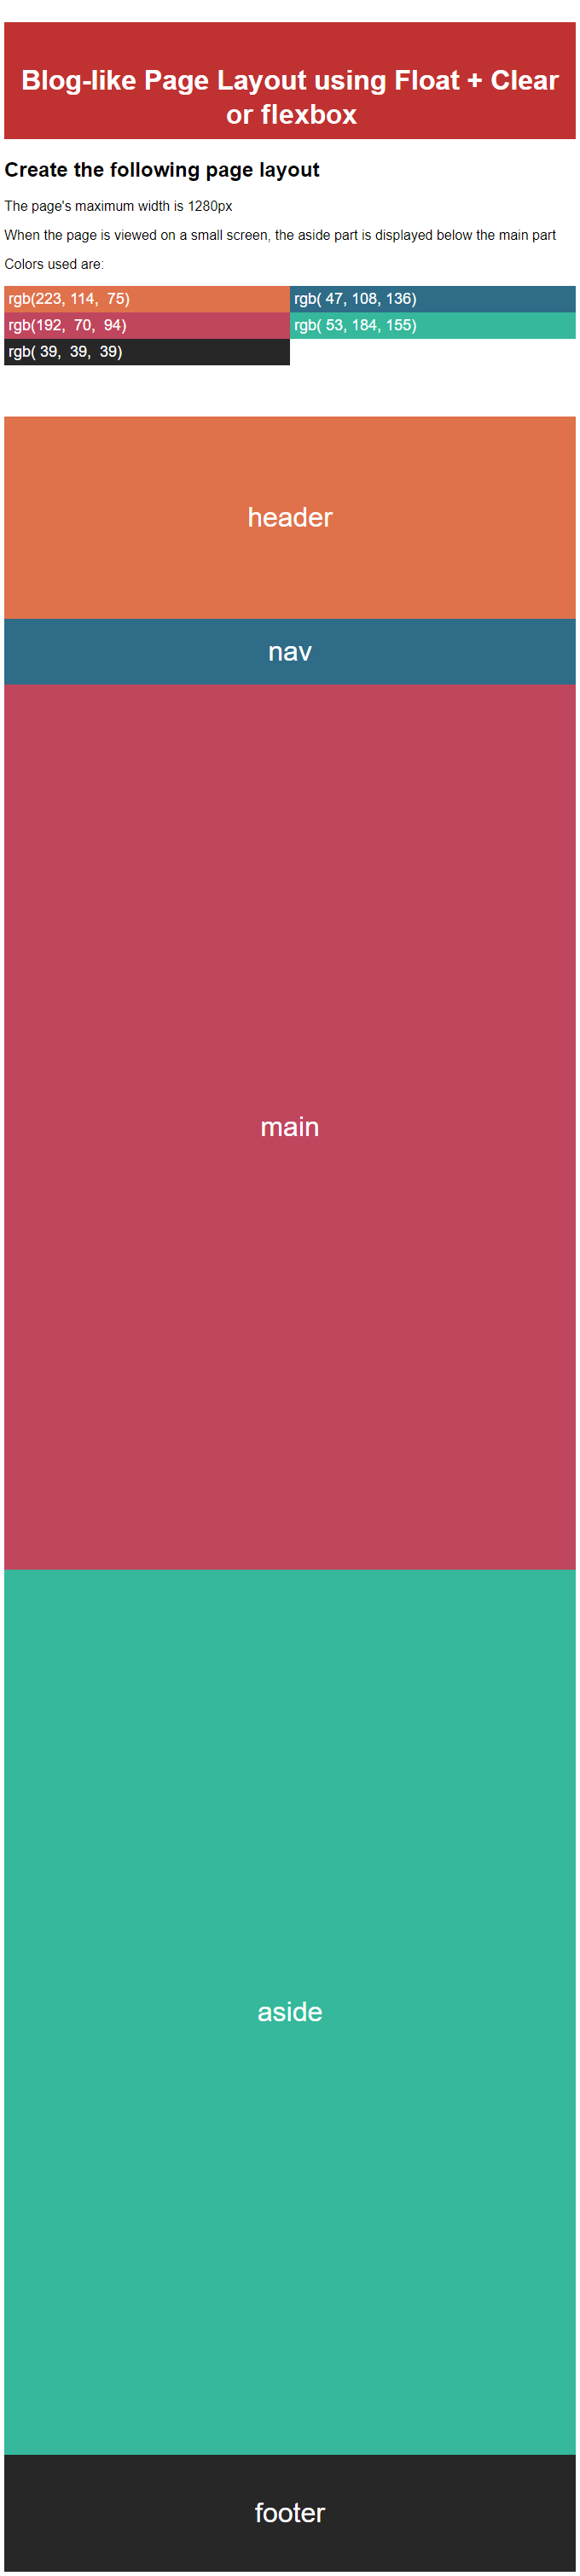 Blog-like Page Layout using Float + Clear
or flexbox
Create the following page layout
The page's maximum width is 1280px
When the page is viewed on a small screen, the aside part is displayed below the main part
Colors used are:
rgb(223, 114,  75)
rgb( 47, 108, 136)
rgb(192,  70,  94)
rgb( 53, 184, 155)
rgb( 39,  39,  39)
header
nav
main
aside
footer